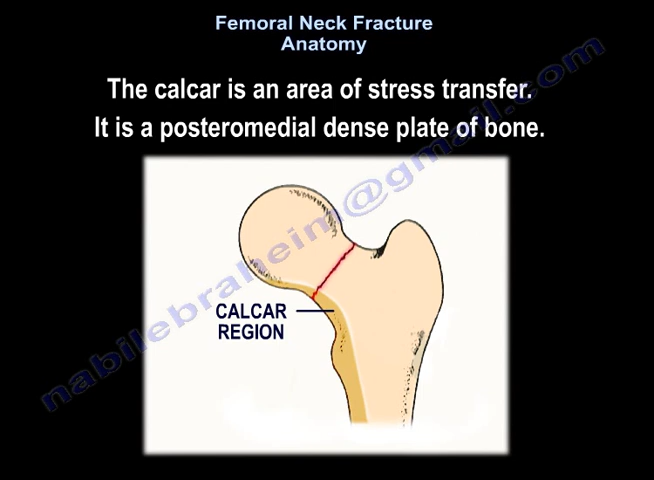 Femoral Neck Fracture
Anatomy
The calcar is an area of stress transfer.
It is a posteromedial dense plate of bone.
CALCAR
REGION
nabilebraheim@gmail.com